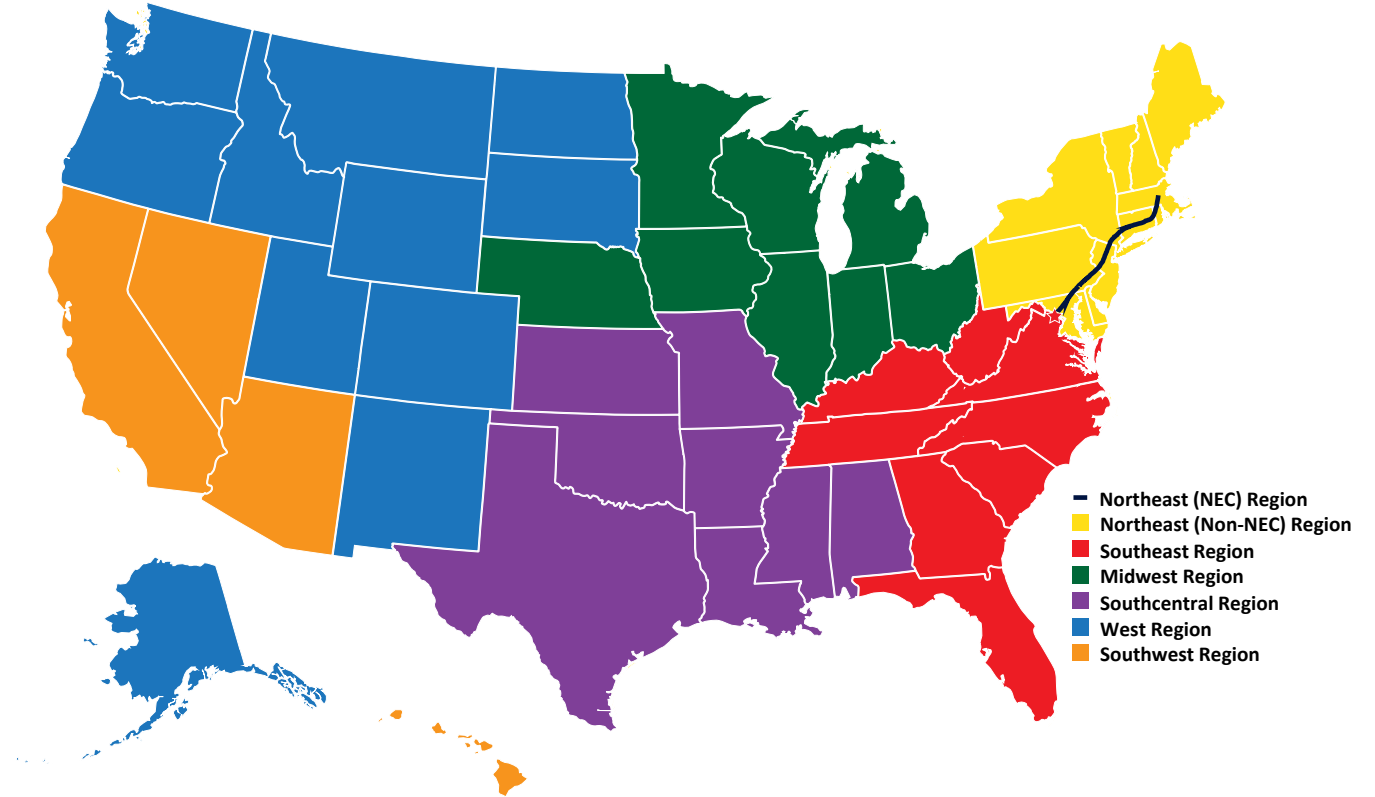 Northeast (NEC) Region
Northeast (Non-NEC) Region
Southeast Region
Midwest Region
Southcentral Region
West Region
Southwest Region